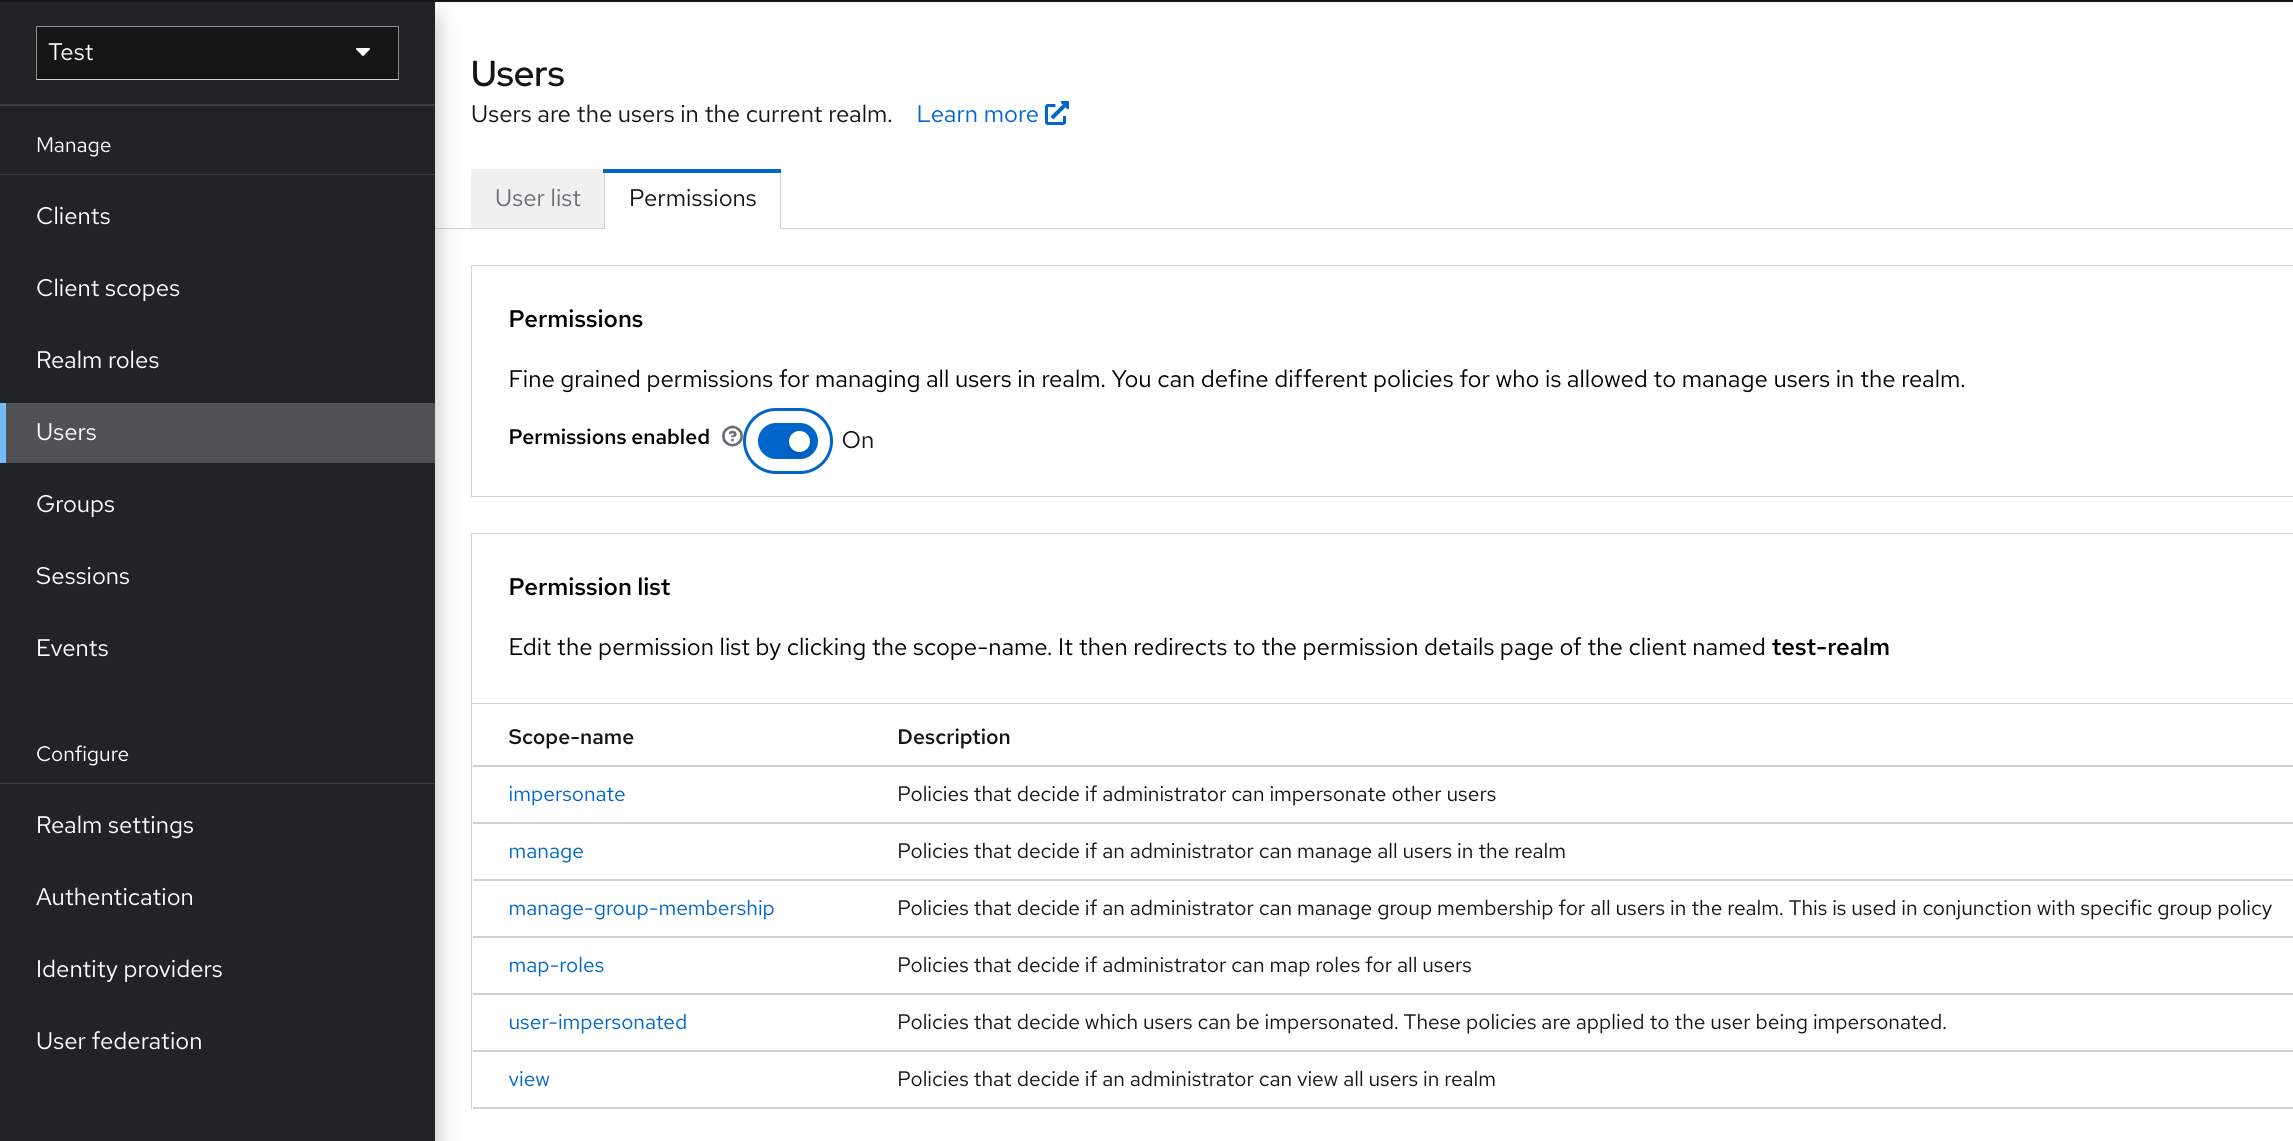 Test
Manage
Clients
Client scopes
Realm roles
Users
Groups
Sessions
Events
Configure
Realm settings
Authentication
Identity providers
User federation
Users
Users are the users in the current realm. Learn more
User list Permissions
Permissions
Fine grained permissions for managing all users in realm. You can define different policies for who is allowed to manage users in the realm.
Permissions enabled ? On
Permission list
Edit the permission list by clicking the scope-name. It then redirects to the permission details page of the client named test-realm
Scope-name Description
impersonate Policies that decide if administrator can impersonate other users
manage Policies that decide if an administrator can manage all users in the realm
manage-group-membership Policies that decide if an administrator can manage group membership for all users in the realm. This is used in conjunction with specific group policy
map-roles Policies that decide if administrator can map roles for all users
user-impersonated Policies that decide which users can be impersonated. These policies are applied to the user being impersonated.
view Policies that decide if an administrator can view all users in realm